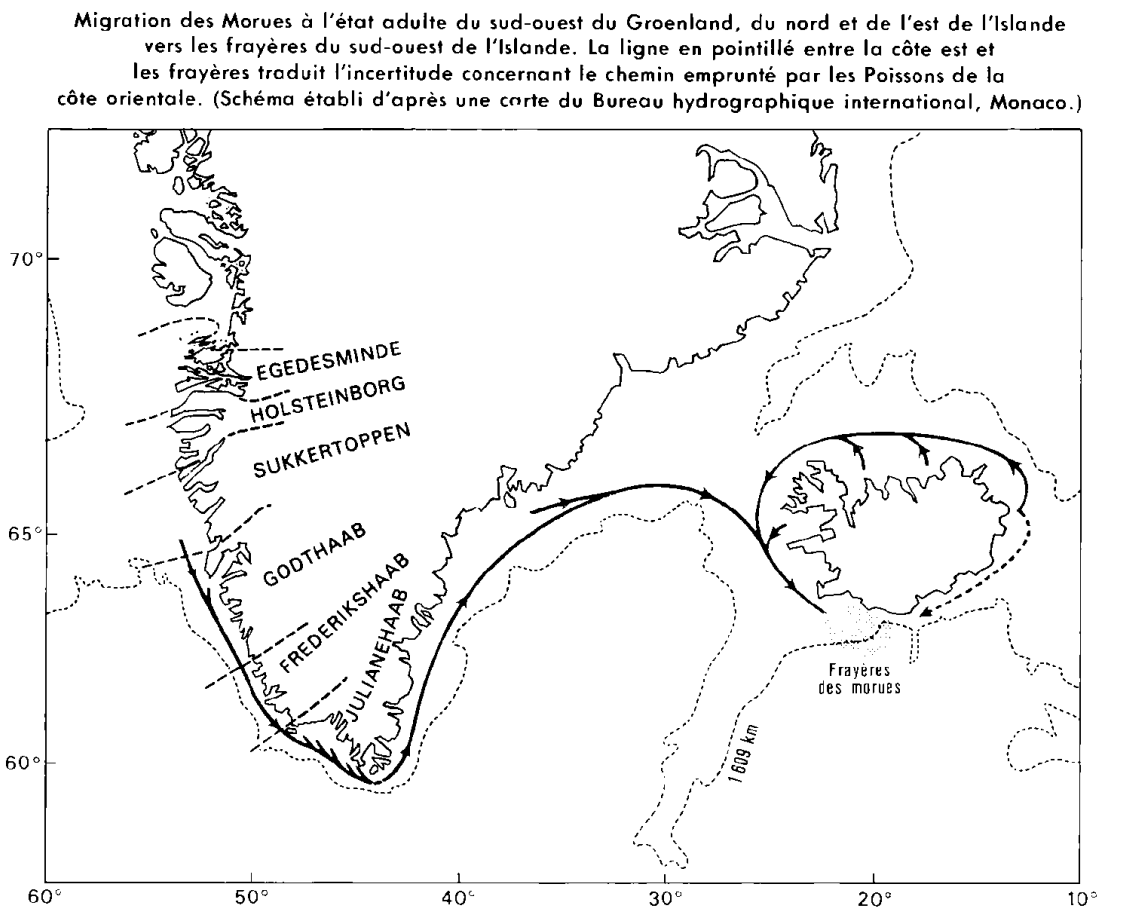 Migration des Morues à l'état adulte du sud-ouest du Groenland, du nord et de l'est de l'Islande
vers les frayères du sud-ouest de l'Islande. La ligne en pointillé entre la côte est et
les frayères traduit l'incertitude concernant le chemin emprunté par les Poissons de la
côte orientale. (Schéma établi d'après une carte du Bureau hydrographique international, Monaco.)
70°
EGEDESMINDE
HOLSTEINBORG
SUKKERTOPPEN
65°
GODTHAAB
FREDERIKSHAAB
JULIANEHAAB
Frayères
des morues
1 609 km
60°
60°
50°
40°
30°
20°
10°